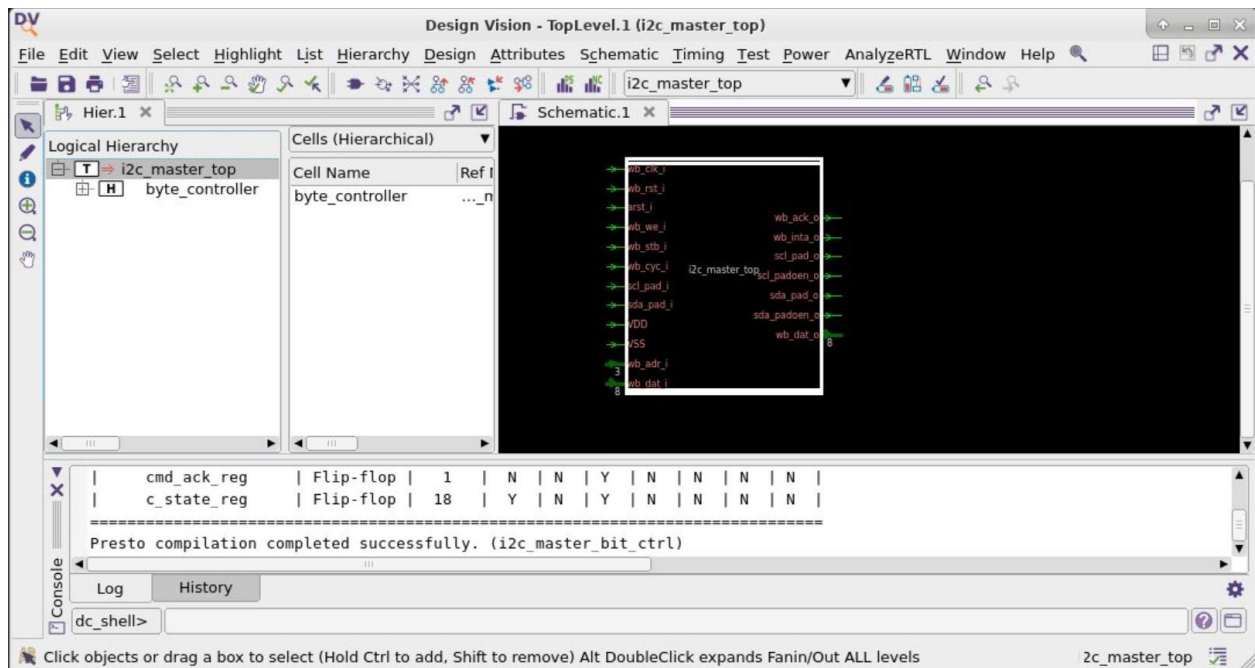 DV
Design Vision - TopLevel.1 (i2c_master_top)
File Edit View Select Highlight List Hierarchy Design Attributes Schematic Timing Test Power AnalyzeRTL Window Help
i2c_master_top
Hier.1
Schematic.1
Logical Hierarchy
T i2c_master_top
H byte_controller
Cells (Hierarchical)
Cell Name Ref
byte_controller ..._m
wb_clk_i
wb_rst_i
arst_i
wb_we_i
wb_stb_i
wb_cyc_i
scl_pad_i
sda_pad_i
VDD
VSS
wb_adr_i
3
wb_dat_i
8
i2c_master_top
wb_ack_o
wb_inta_o
scl_pad_o
scl_padoen_o
sda_pad_o
sda_padoen_o
wb_dat_o
8
| cmd_ack_reg | Flip-flop | 1 | N | N | Y | N | N | N | N |
| c_state_reg | Flip-flop | 18 | Y | N | Y | N | N | N | N |
===============================================================================
Presto compilation completed successfully. (i2c_master_bit_ctrl)
Console
Log History
dc_shell>
Click objects or drag a box to select (Hold Ctrl to add, Shift to remove) Alt DoubleClick expands Fanin/Out ALL levels
2c_master_top